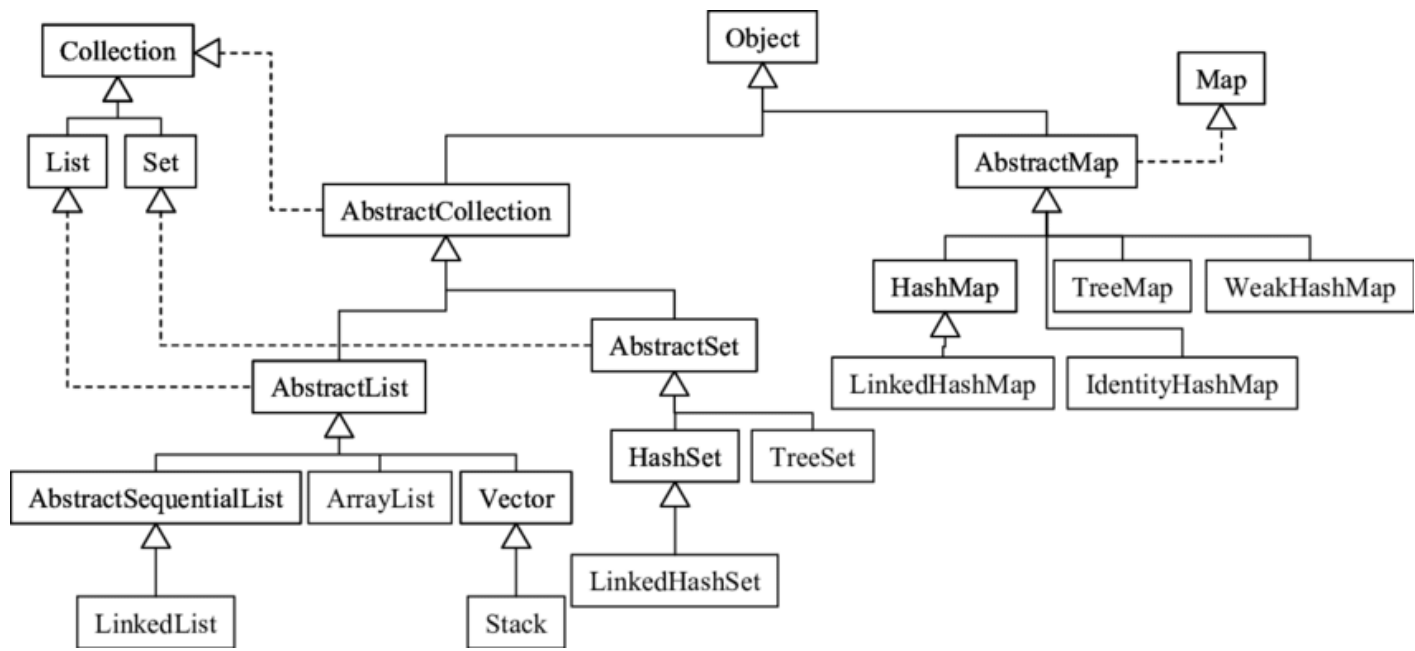 Collection
Object
Map
List
Set
AbstractMap
AbstractCollection
HashMap
TreeMap
WeakHashMap
AbstractSet
AbstractList
LinkedHashMap
IdentityHashMap
HashSet
TreeSet
AbstractSequentialList
ArrayList
Vector
LinkedHashSet
LinkedList
Stack